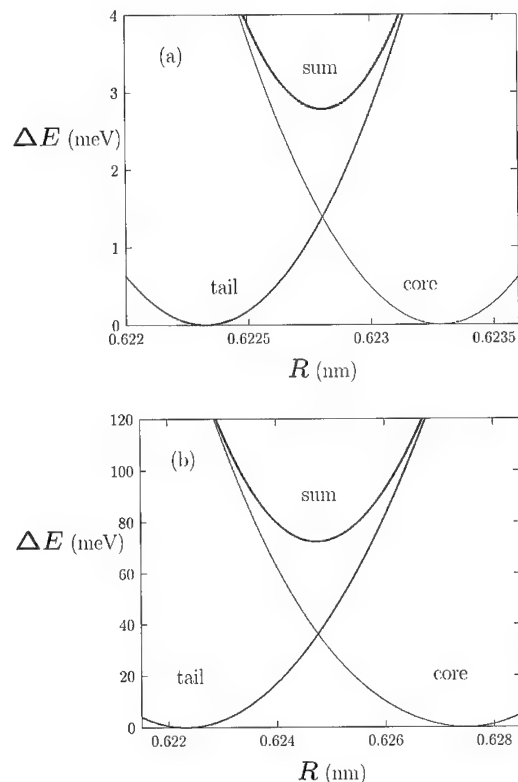 4
(a)
sum
3
ΔE (meV)
2
1
tail
core
0
0.622 0.6225 0.623 0.6235
R (nm)
120
(b)
100
sum
80
ΔE (meV)
60
40
tail
core
20
0
0.622 0.624 0.626 0.628
R (nm)